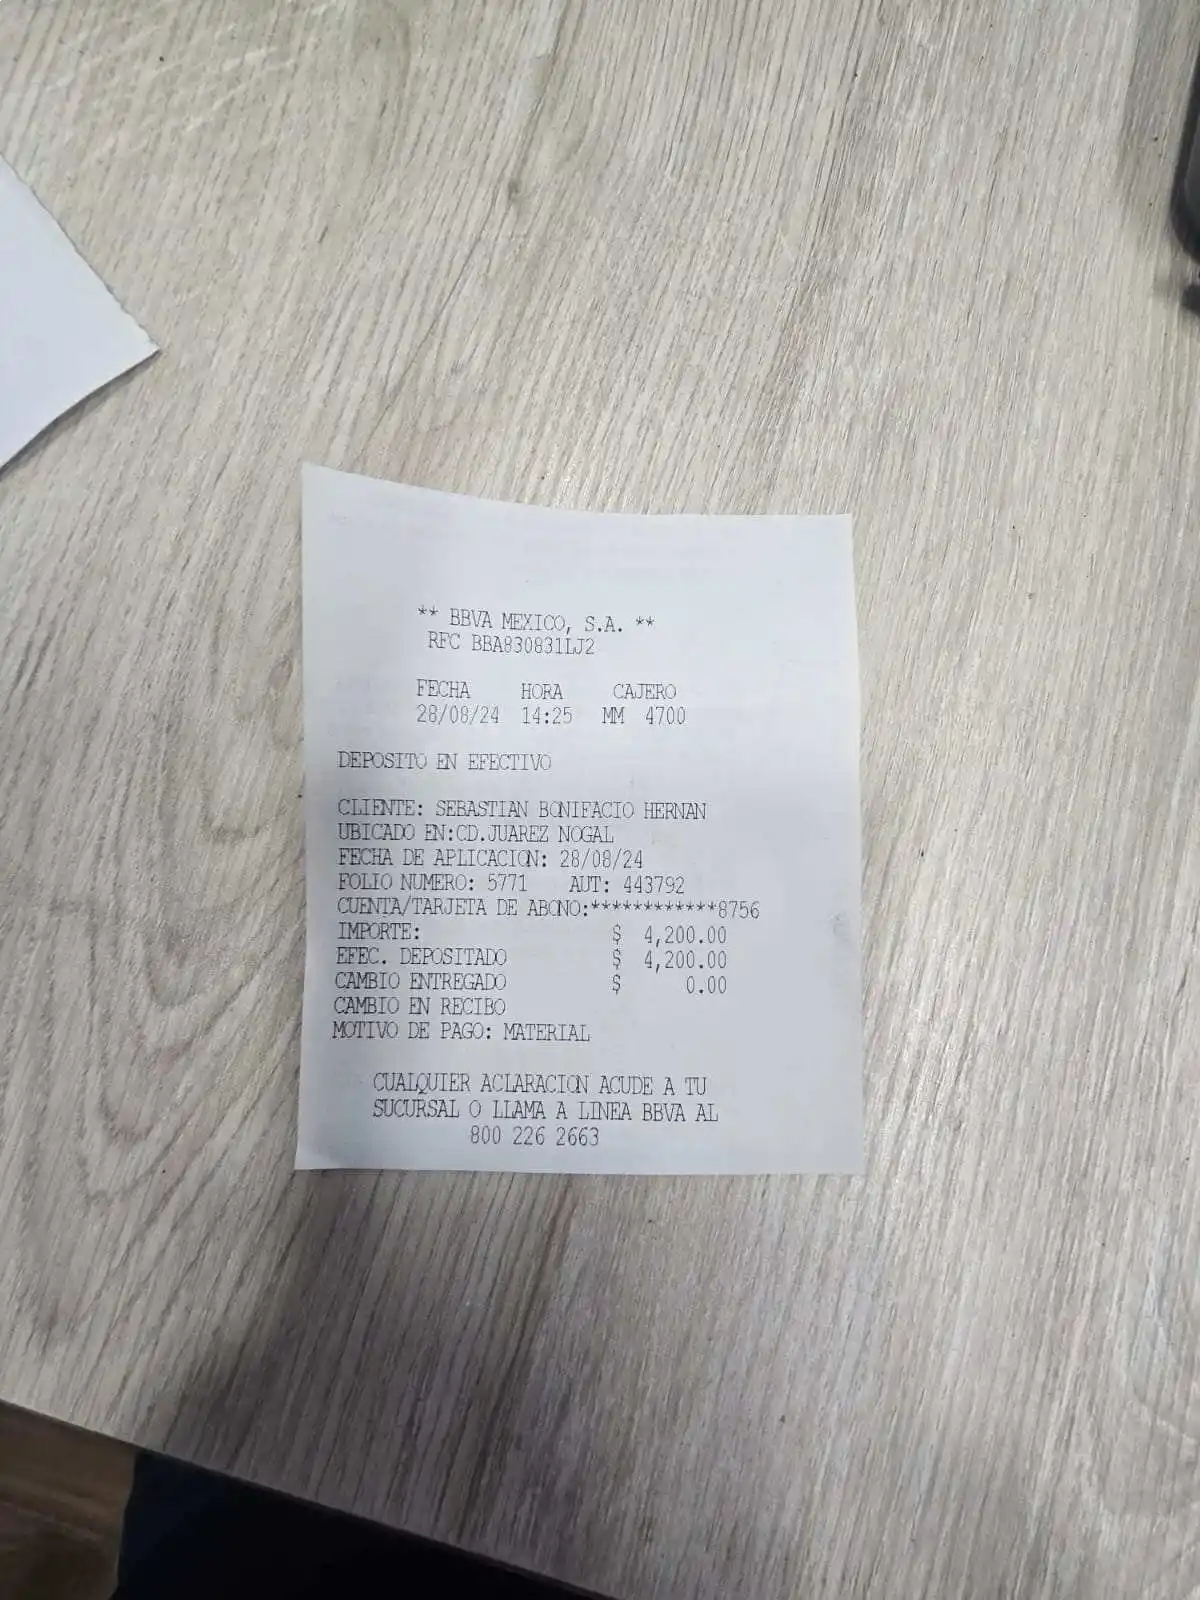 ** BBVA MEXICO, S.A. **
RFC BBA830831LJ2
FECHA HORA CAJERO
28/08/24 14:25 MM 4700
DEPOSITO EN EFECTIVO
CLIENTE: SEBASTIAN BONIFACIO HERNAN
UBICADO EN:CD.JUAREZ NOGAL
FECHA DE APLICACION: 28/08/24
FOLIO NUMERO: 5771 AUT: 443792
CUENTA/TARJETA DE ABONO:************8756
IMPORTE: $ 4,200.00
EFEC. DEPOSITADO $ 4,200.00
CAMBIO ENTREGADO $ 0.00
CAMBIO EN RECIBO
MOTIVO DE PAGO: MATERIAL
CUALQUIER ACLARACION ACUDE A TU
SUCURSAL O LLAMA A LINEA BBVA AL
800 226 2663